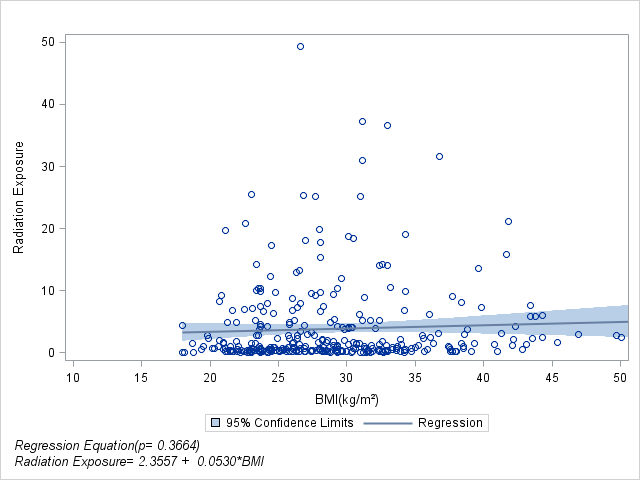 50
40
30
20
10
0
Radiation Exposure
10 15 20 25 30 35 40 45 50
BMI(kg/m²)
95% Confidence Limits Regression
Regression Equation(p= 0.3664)
Radiation Exposure= 2.3557 + 0.0530*BMI